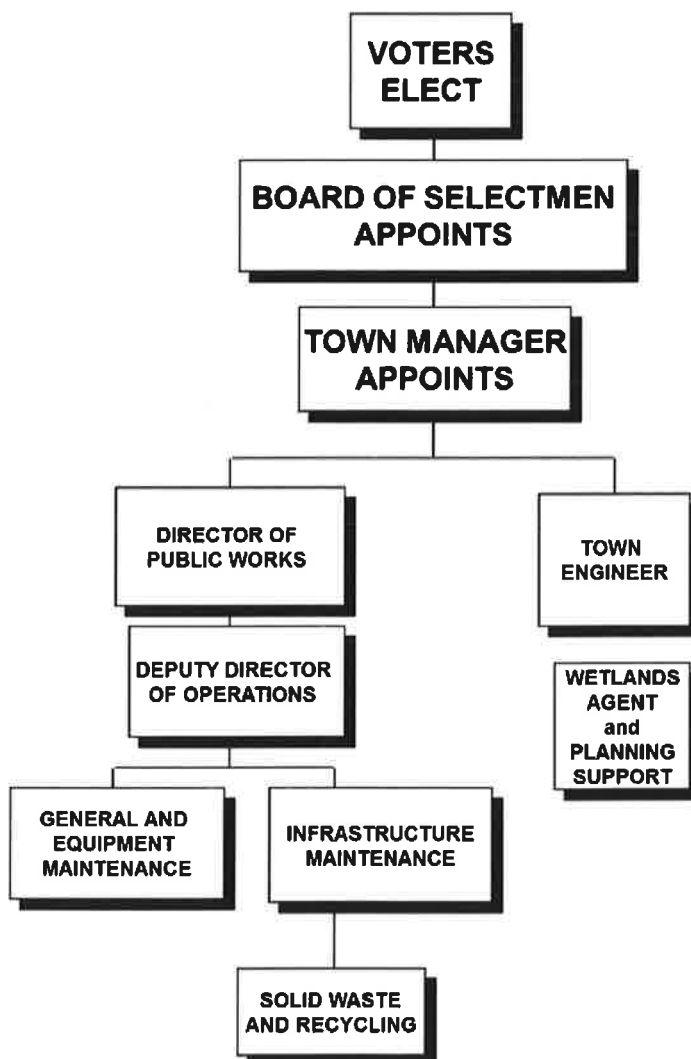 VOTERS
ELECT
BOARD OF SELECTMEN
APPOINTS
TOWN MANAGER
APPOINTS
DIRECTOR OF
PUBLIC WORKS
TOWN
ENGINEER
DEPUTY DIRECTOR
OF OPERATIONS
WETLANDS
AGENT
and
PLANNING
SUPPORT
GENERAL AND
EQUIPMENT
MAINTENANCE
INFRASTRUCTURE
MAINTENANCE
SOLID WASTE
AND RECYCLING